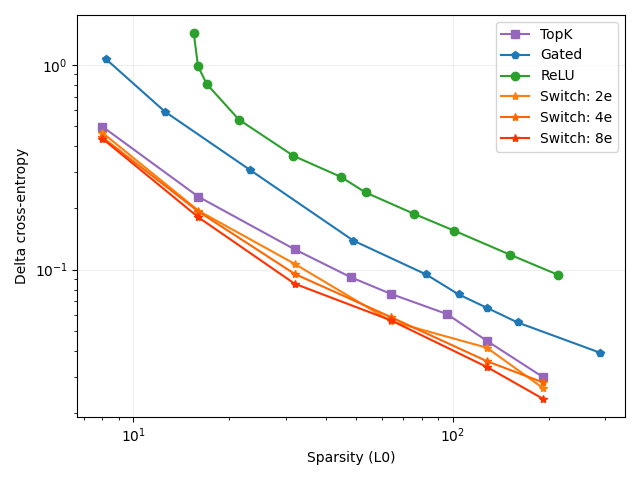 TopK
Gated
ReLU
Switch: 2e
Switch: 4e
Switch: 8e
10⁰
10⁻¹
Delta cross-entropy
10¹
10²
Sparsity (L0)